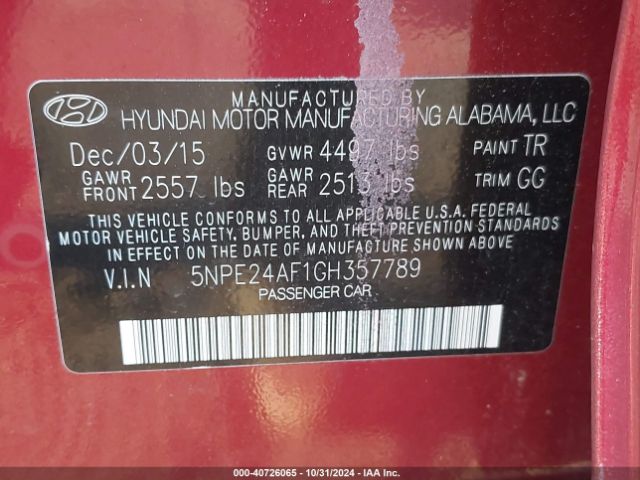 MANUFACTURED BY
HYUNDAI MOTOR MANUFACTURING ALABAMA, LLC
Dec/03/15 GVWR 4497 lbs PAINT TR
GAWR FRONT 2557 lbs GAWR REAR 2513 lbs TRIM GG
THIS VEHICLE CONFORMS TO ALL APPLICABLE U.S.A. FEDERAL
MOTOR VEHICLE SAFETY, BUMPER, AND THEFT PREVENTION STANDARDS
IN EFFECT ON THE DATE OF MANUFACTURE SHOWN ABOVE.
V.I.N 5NPE24AF1GH357789
PASSENGER CAR
000-40726065 - 10/31/2024 - IAA Inc.